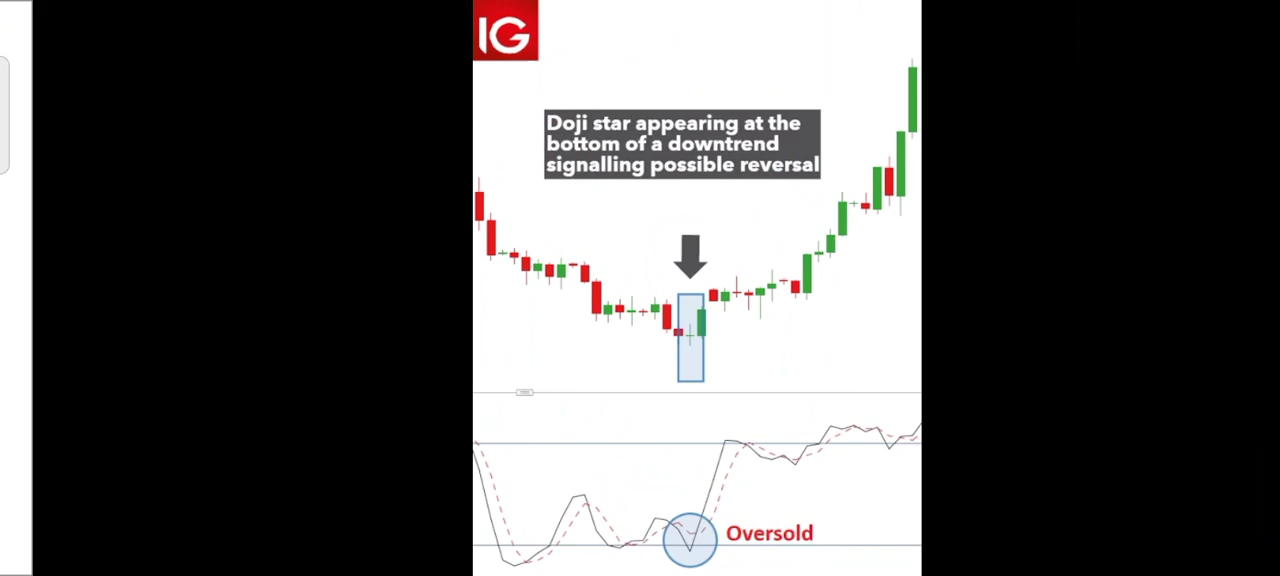 IG
Doji star appearing at the
bottom of a downtrend
signalling possible reversal
Oversold